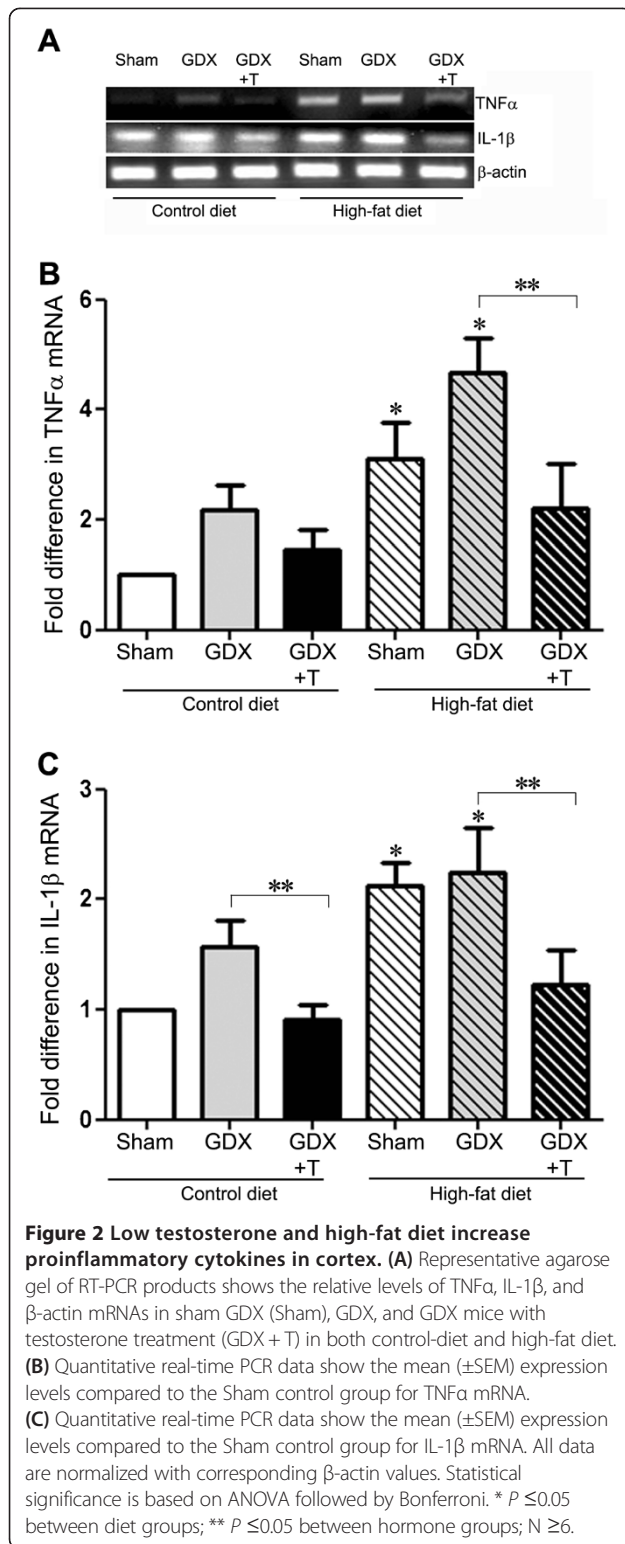 A
Sham GDX GDX Sham GDX GDX
+T +T
TNFα
IL-1β
β-actin
Control diet High-fat diet
B
Fold difference in TNFα mRNA
6
4
2
0
* * **
Sham GDX GDX Sham GDX GDX
+T +T
Control diet High-fat diet
C
Fold difference in IL-1β mRNA
3
2
1
0
** * * **
Sham GDX GDX Sham GDX GDX
+T +T
Control diet High-fat diet
Figure 2 Low testosterone and high-fat diet increase
proinflammatory cytokines in cortex. (A) Representative agarose
gel of RT-PCR products shows the relative levels of TNFα, IL-1β, and
β-actin mRNAs in sham GDX (Sham), GDX, and GDX mice with
testosterone treatment (GDX + T) in both control-diet and high-fat diet.
(B) Quantitative real-time PCR data show the mean (±SEM) expression
levels compared to the Sham control group for TNFα mRNA.
(C) Quantitative real-time PCR data show the mean (±SEM) expression
levels compared to the Sham control group for IL-1β mRNA. All data
are normalized with corresponding β-actin values. Statistical
significance is based on ANOVA followed by Bonferroni. * P ≤0.05
between diet groups; ** P ≤0.05 between hormone groups; N ≥6.